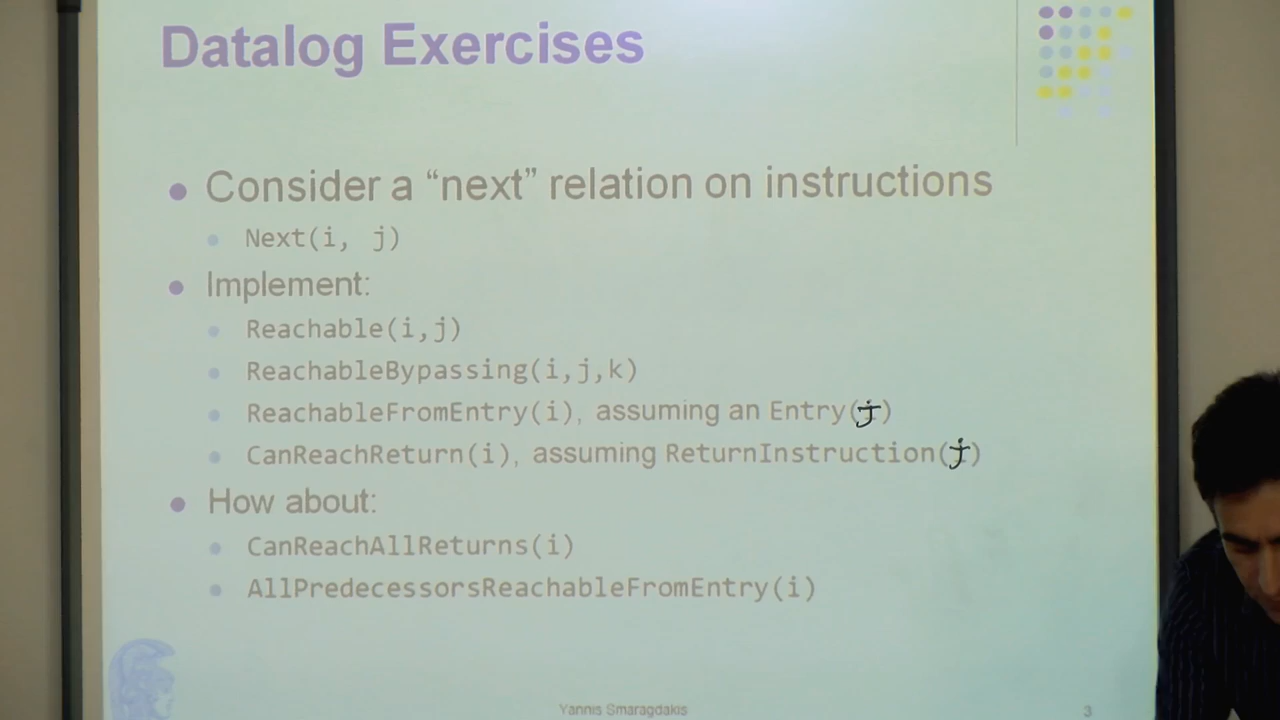 Datalog Exercises
Consider a “next” relation on instructions
Next(i, j)
Implement:
Reachable(i,j)
ReachableBypassing(i,j,k)
ReachableFromEntry(i), assuming an Entry(j)
CanReachReturn(i), assuming ReturnInstruction(j)
How about:
CanReachAllReturns(i)
AllPredecessorsReachableFromEntry(i)
Yannis Smaragdakis
3